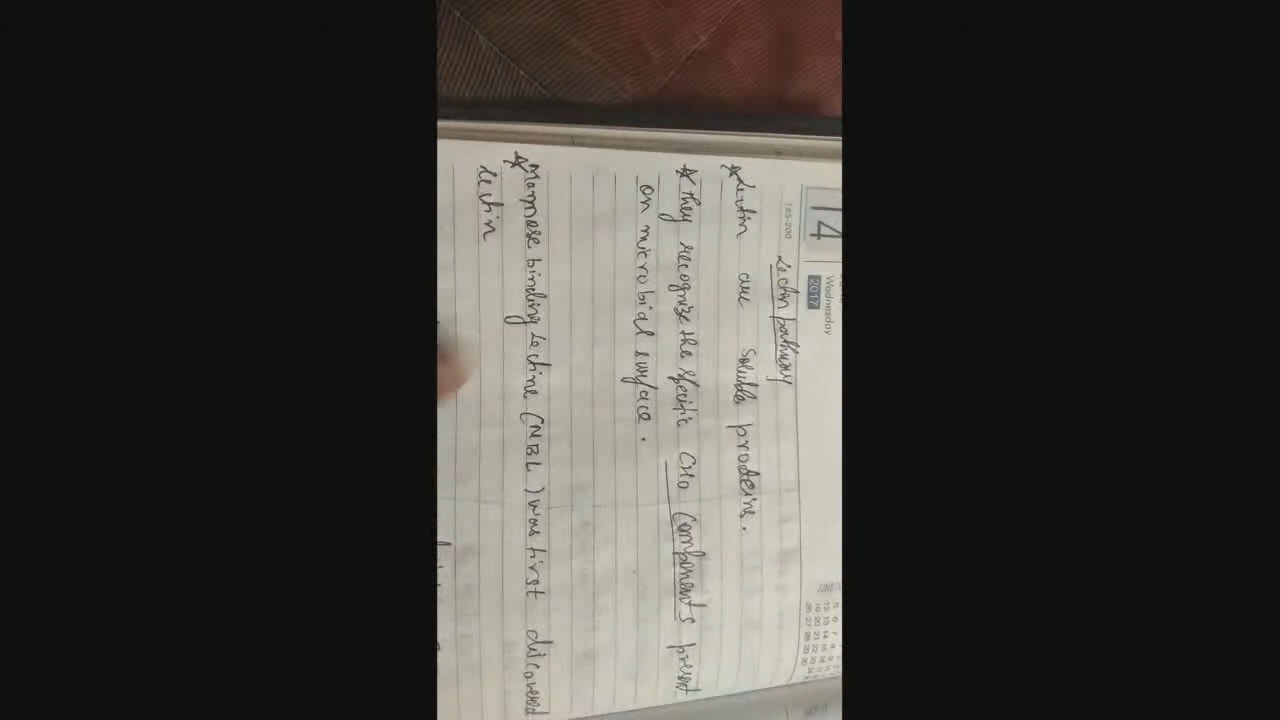 14
Wednesday
2017
165-200
JUNE
Lectin pathway
☆ Lectin are soluble proteins.
☆ they recognize the specific CHO Components present
on microbial surface.
☆ Mannose binding Lectine (MBL) was first discovered
Lectin